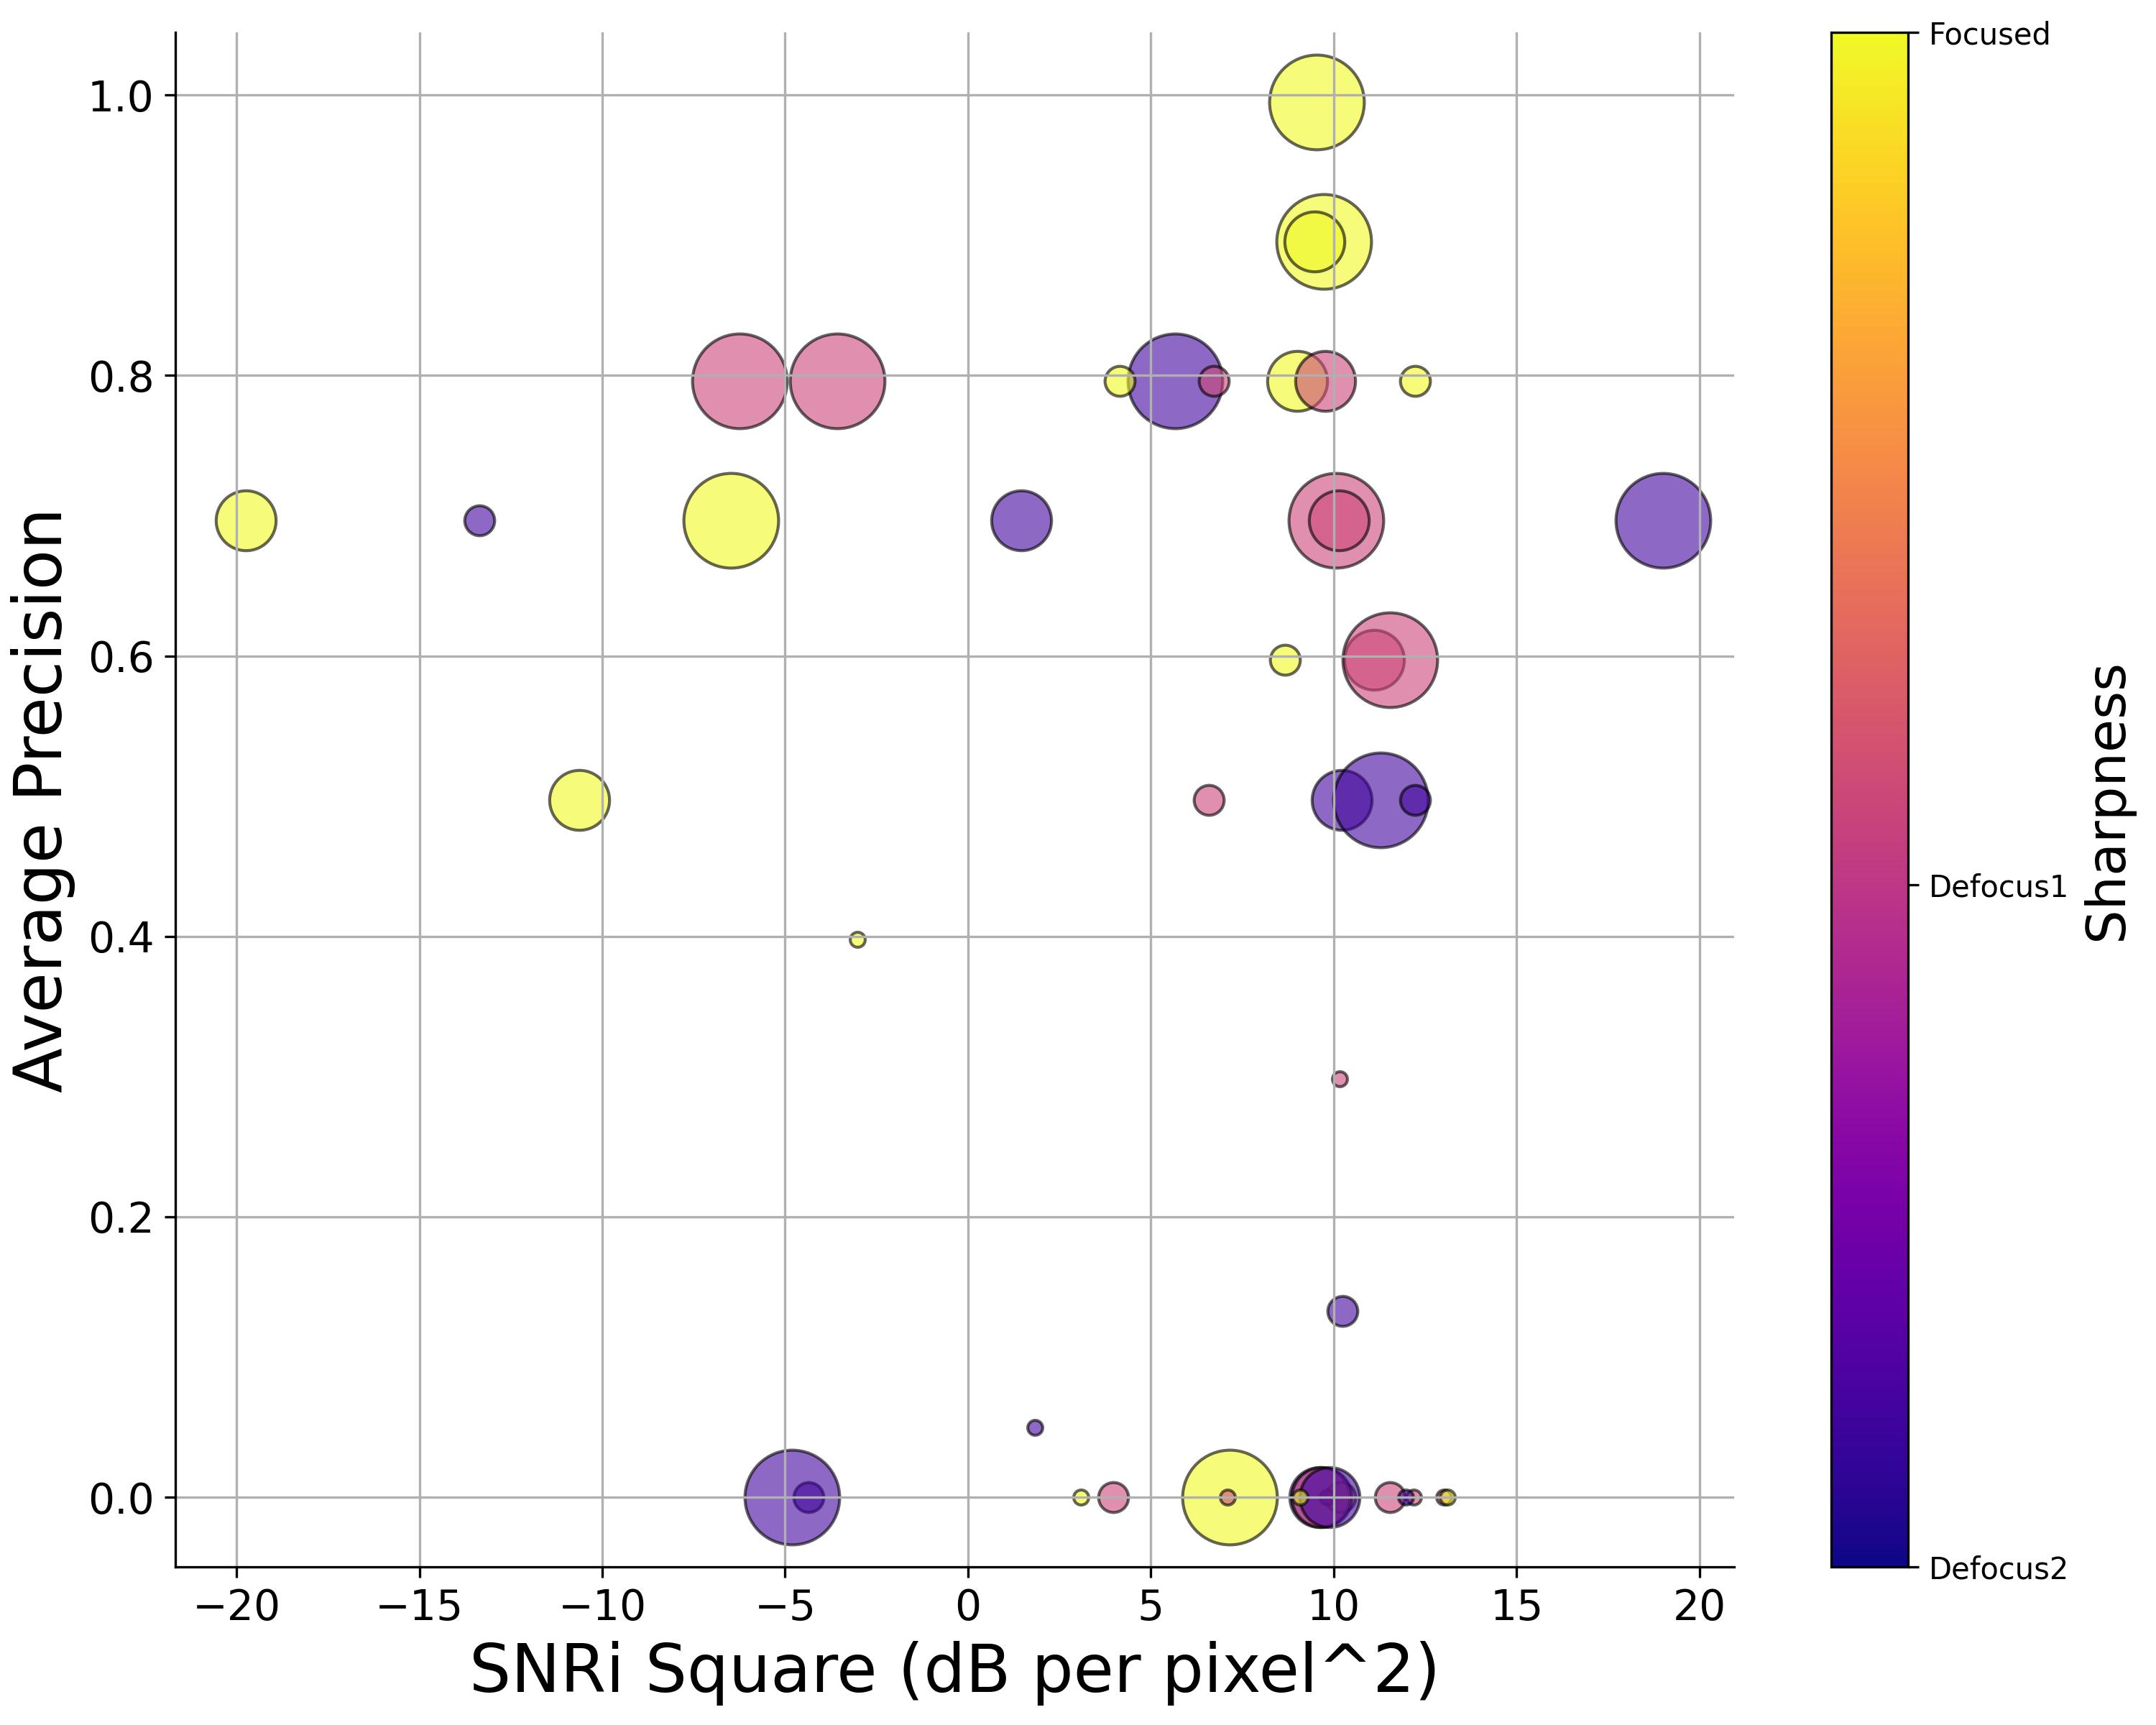 Average Precision
1.0
0.8
0.6
0.4
0.2
0.0
−20 −15 −10 −5 0 5 10 15 20
SNRi Square (dB per pixel^2)
Focused
Defocus1
Defocus2
Sharpness